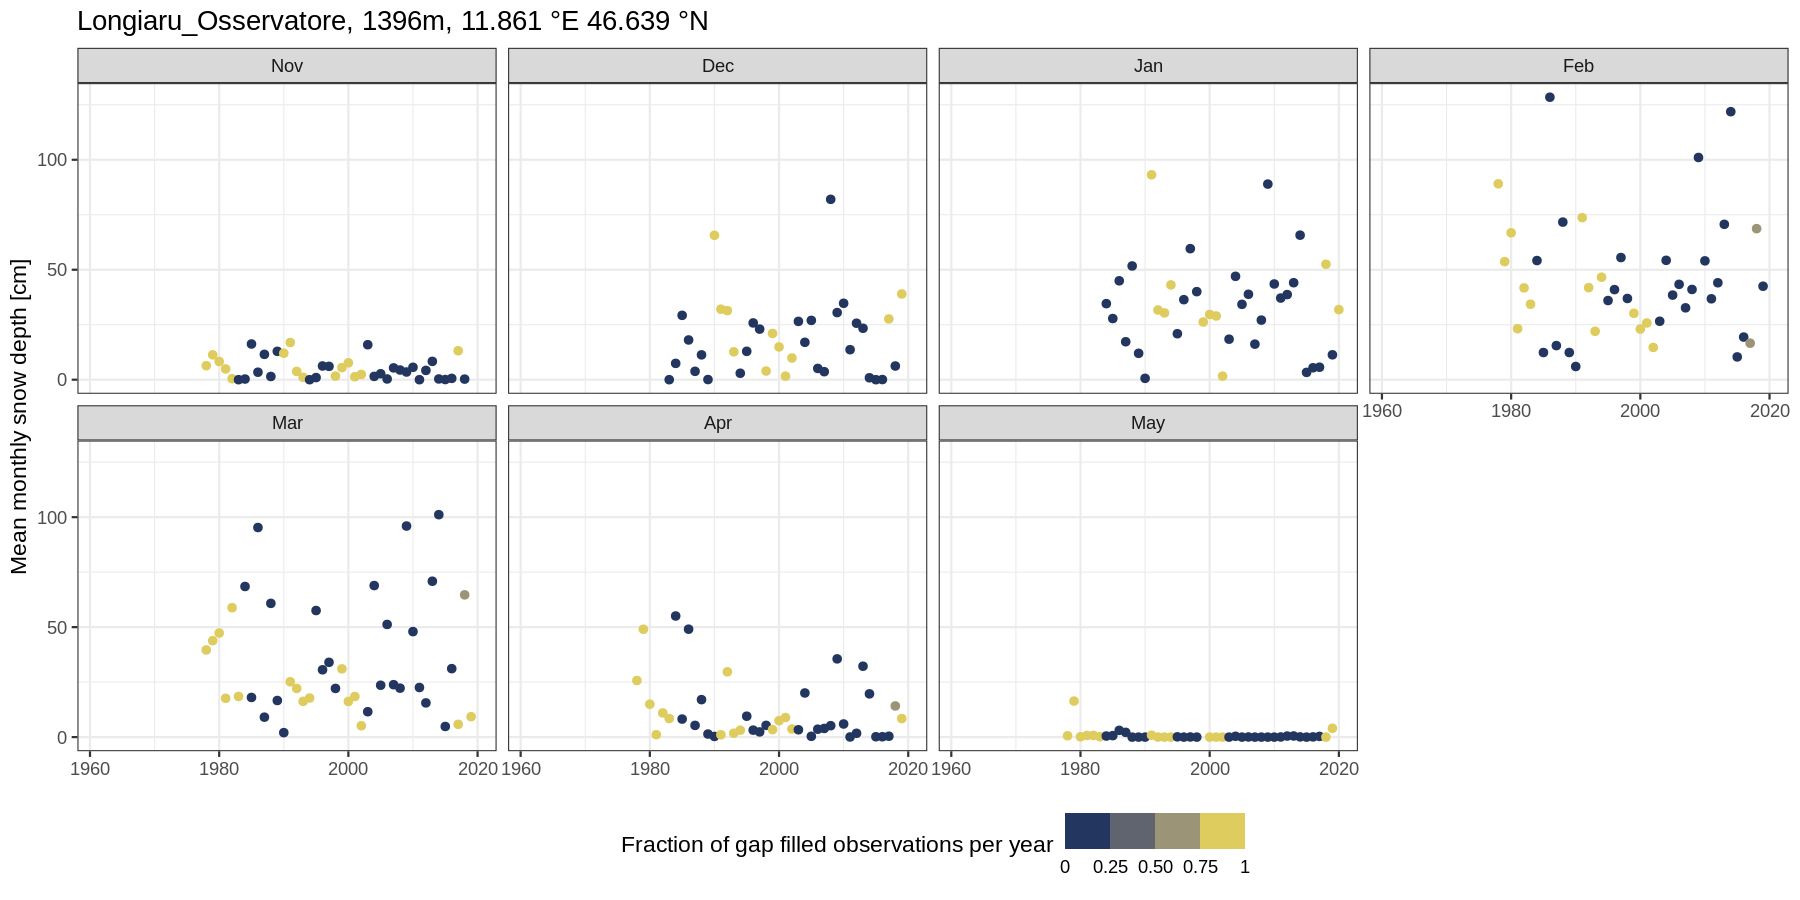 Longiaru_Osservatore, 1396m, 11.861 °E 46.639 °N
Nov
Dec
Jan
Feb
100
50
0
1960
1980
2000
2020
Mean monthly snow depth [cm]
Mar
Apr
May
100
50
0
1960
1980
2000
2020
1960
1980
2000
2020
1960
1980
2000
2020
Fraction of gap filled observations per year
0
0.25
0.50
0.75
1